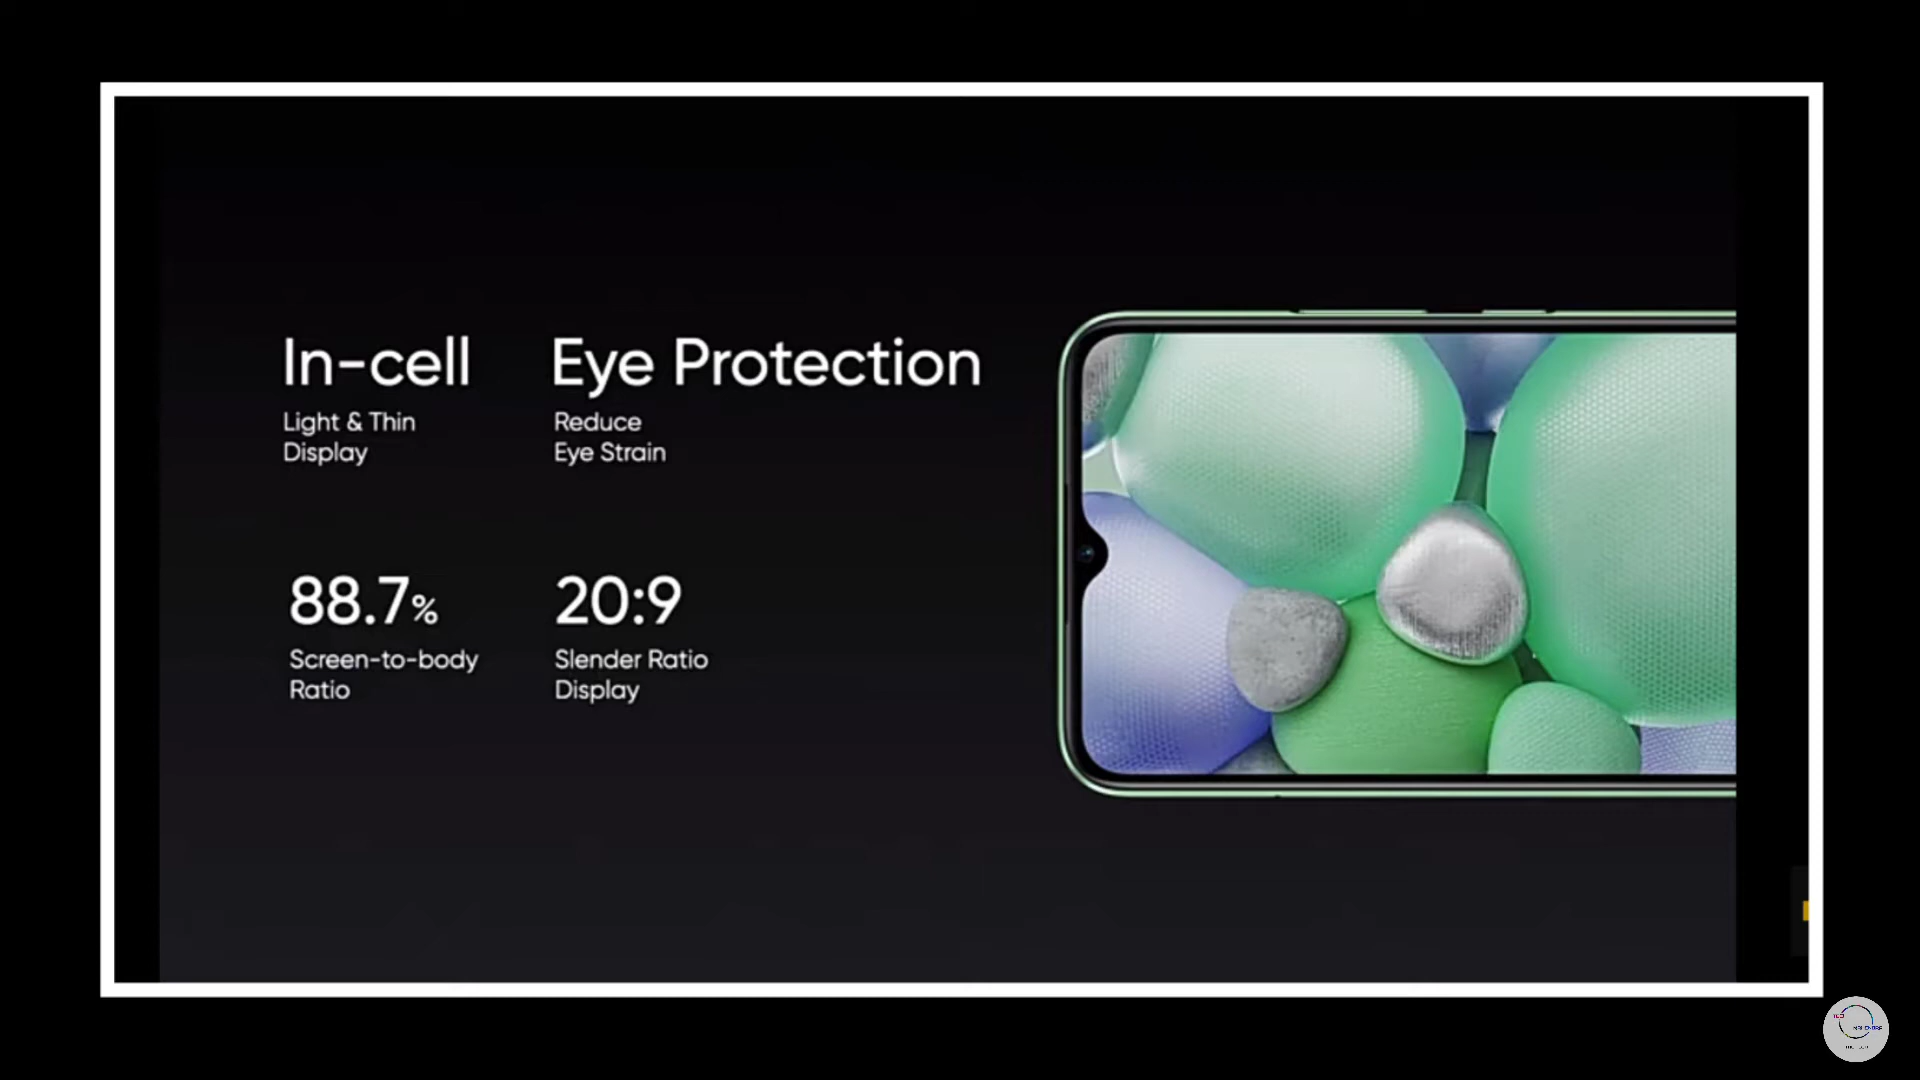 In-cell
Light & Thin
Display
Eye Protection
Reduce
Eye Strain
88.7%
Screen-to-body
Ratio
20:9
Slender Ratio
Display